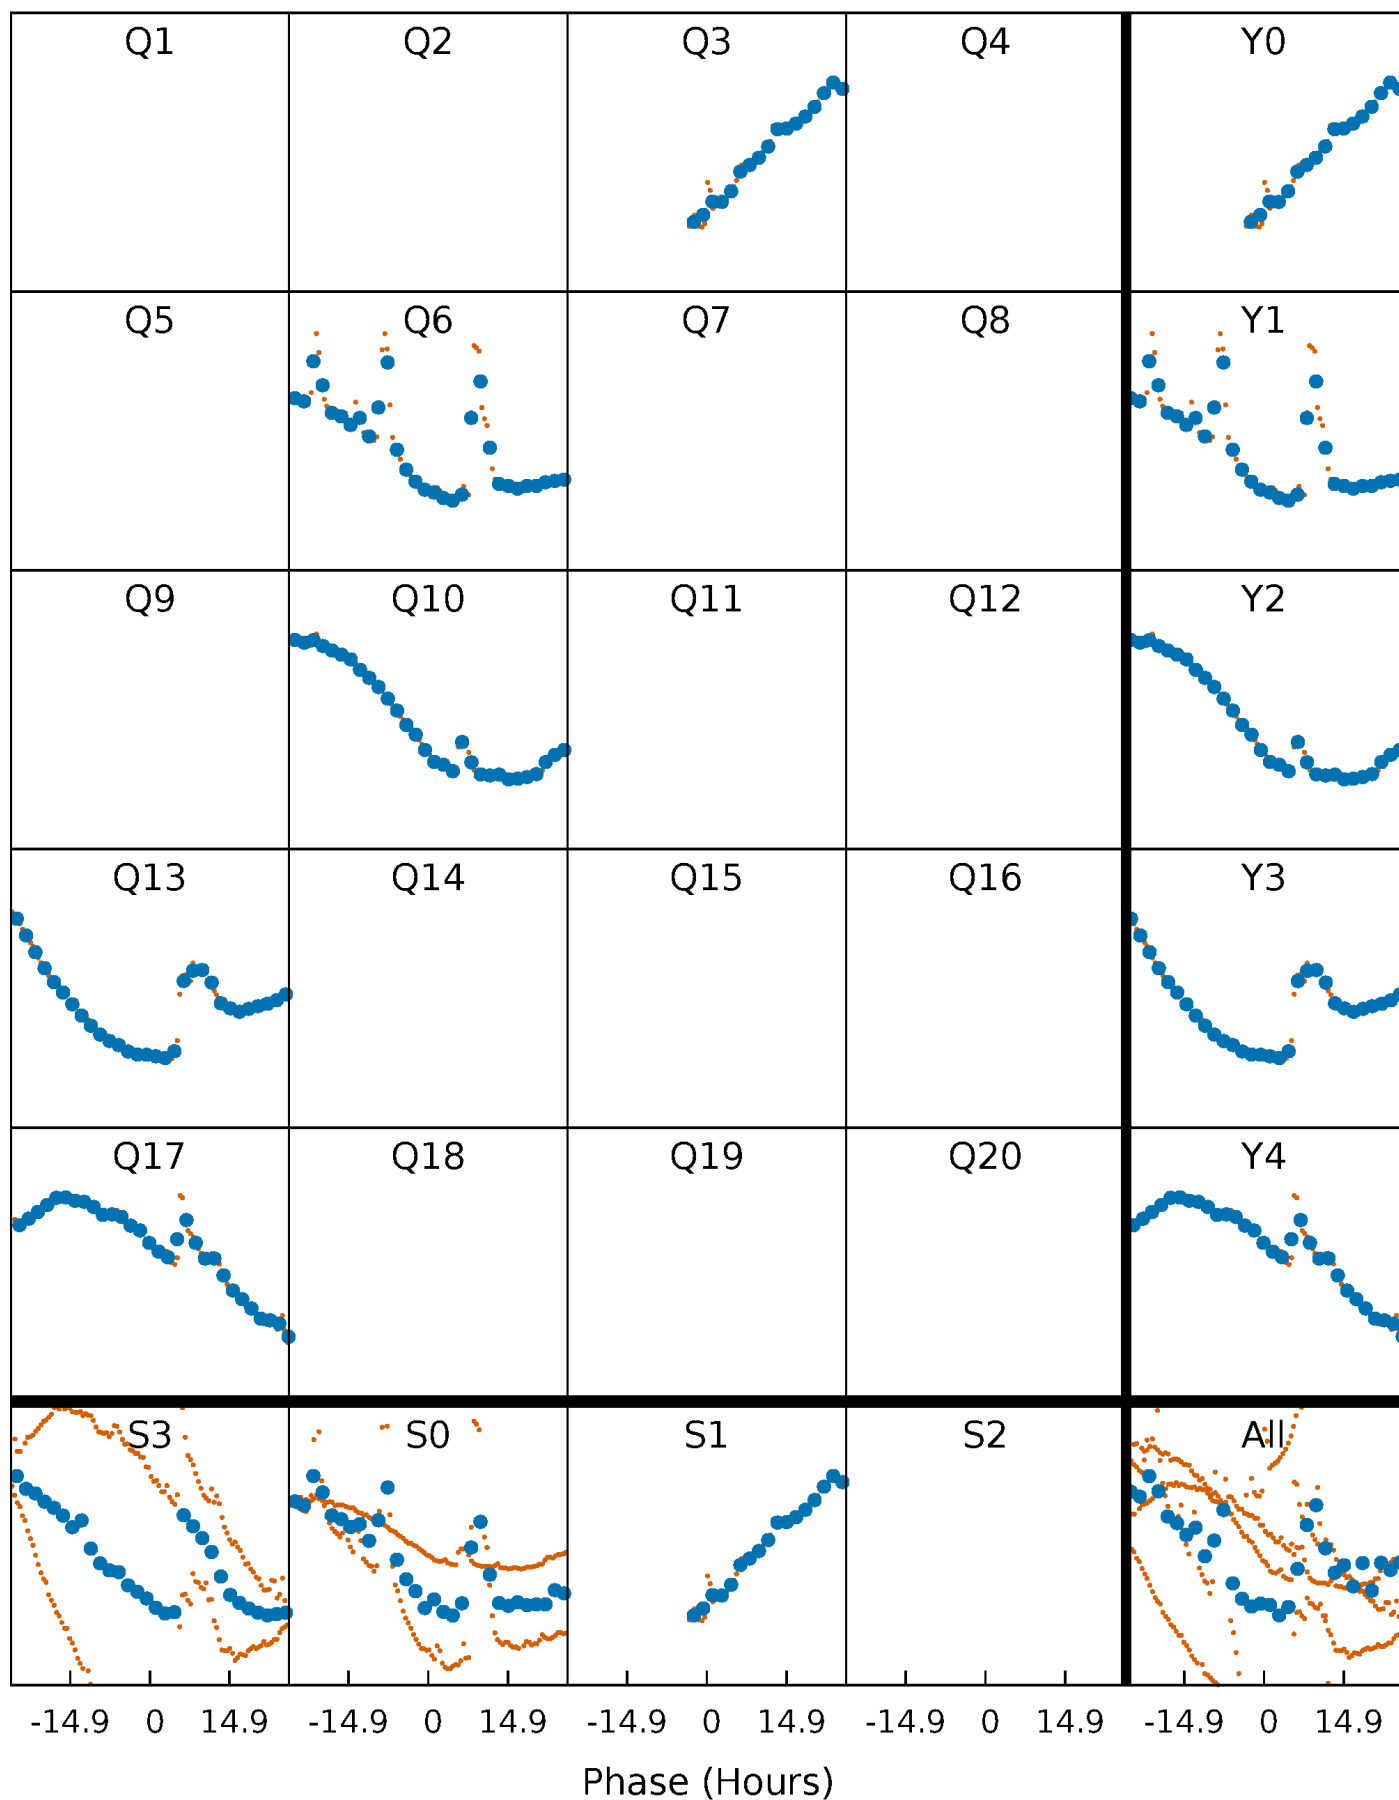 Q1 Q2 Q3 Q4 Y0
Q5 Q6 Q7 Q8 Y1
Q9 Q10 Q11 Q12 Y2
Q13 Q14 Q15 Q16 Y3
Q17 Q18 Q19 Q20 Y4
S3 S0 S1 S2 All
-14.9 0 14.9 -14.9 0 14.9 -14.9 0 14.9 -14.9 0 14.9 -14.9 0 14.9
Phase (Hours)